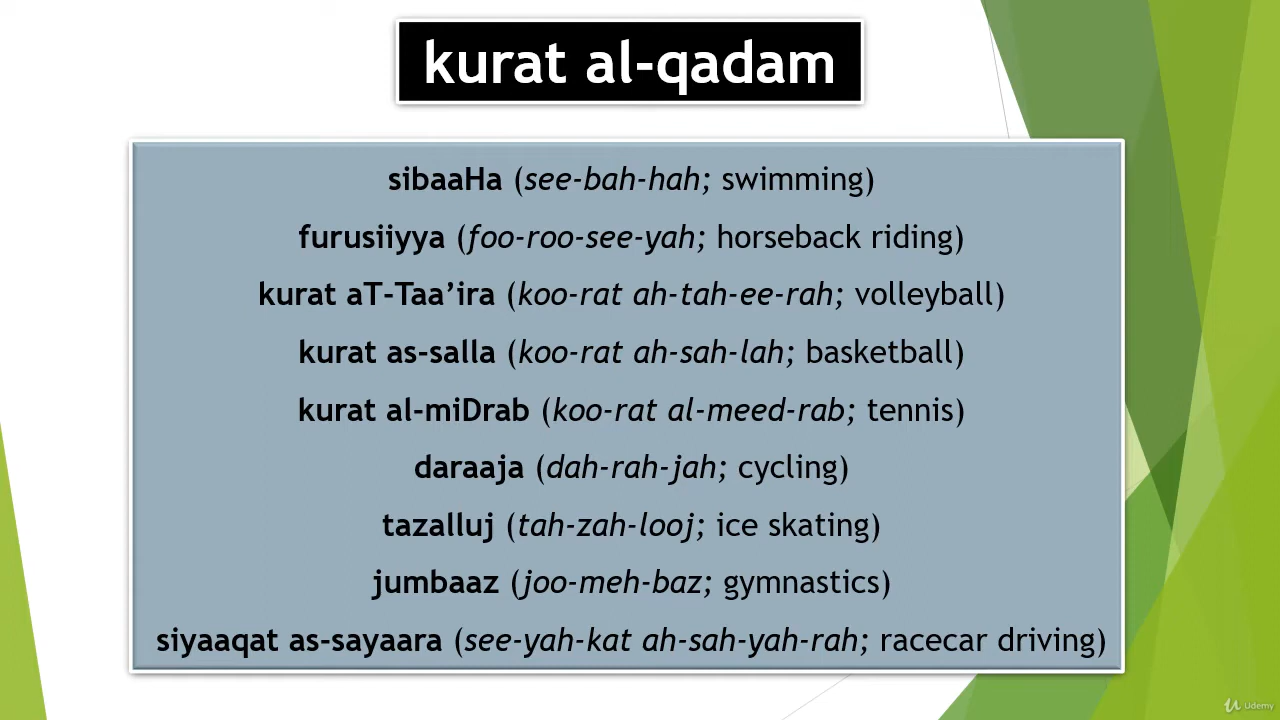 kurat al-qadam
sibaaHa (see-bah-hah; swimming)
furusiiyya (foo-roo-see-yah; horseback riding)
kurat aT-Taa’ira (koo-rat ah-tah-ee-rah; volleyball)
kurat as-salla (koo-rat ah-sah-lah; basketball)
kurat al-miDrab (koo-rat al-meed-rab; tennis)
daraaja (dah-rah-jah; cycling)
tazalluj (tah-zah-looj; ice skating)
jumbaaz (joo-meh-baz; gymnastics)
siyaaqat as-sayaara (see-yah-kat ah-sah-yah-rah; racecar driving)
Udemy